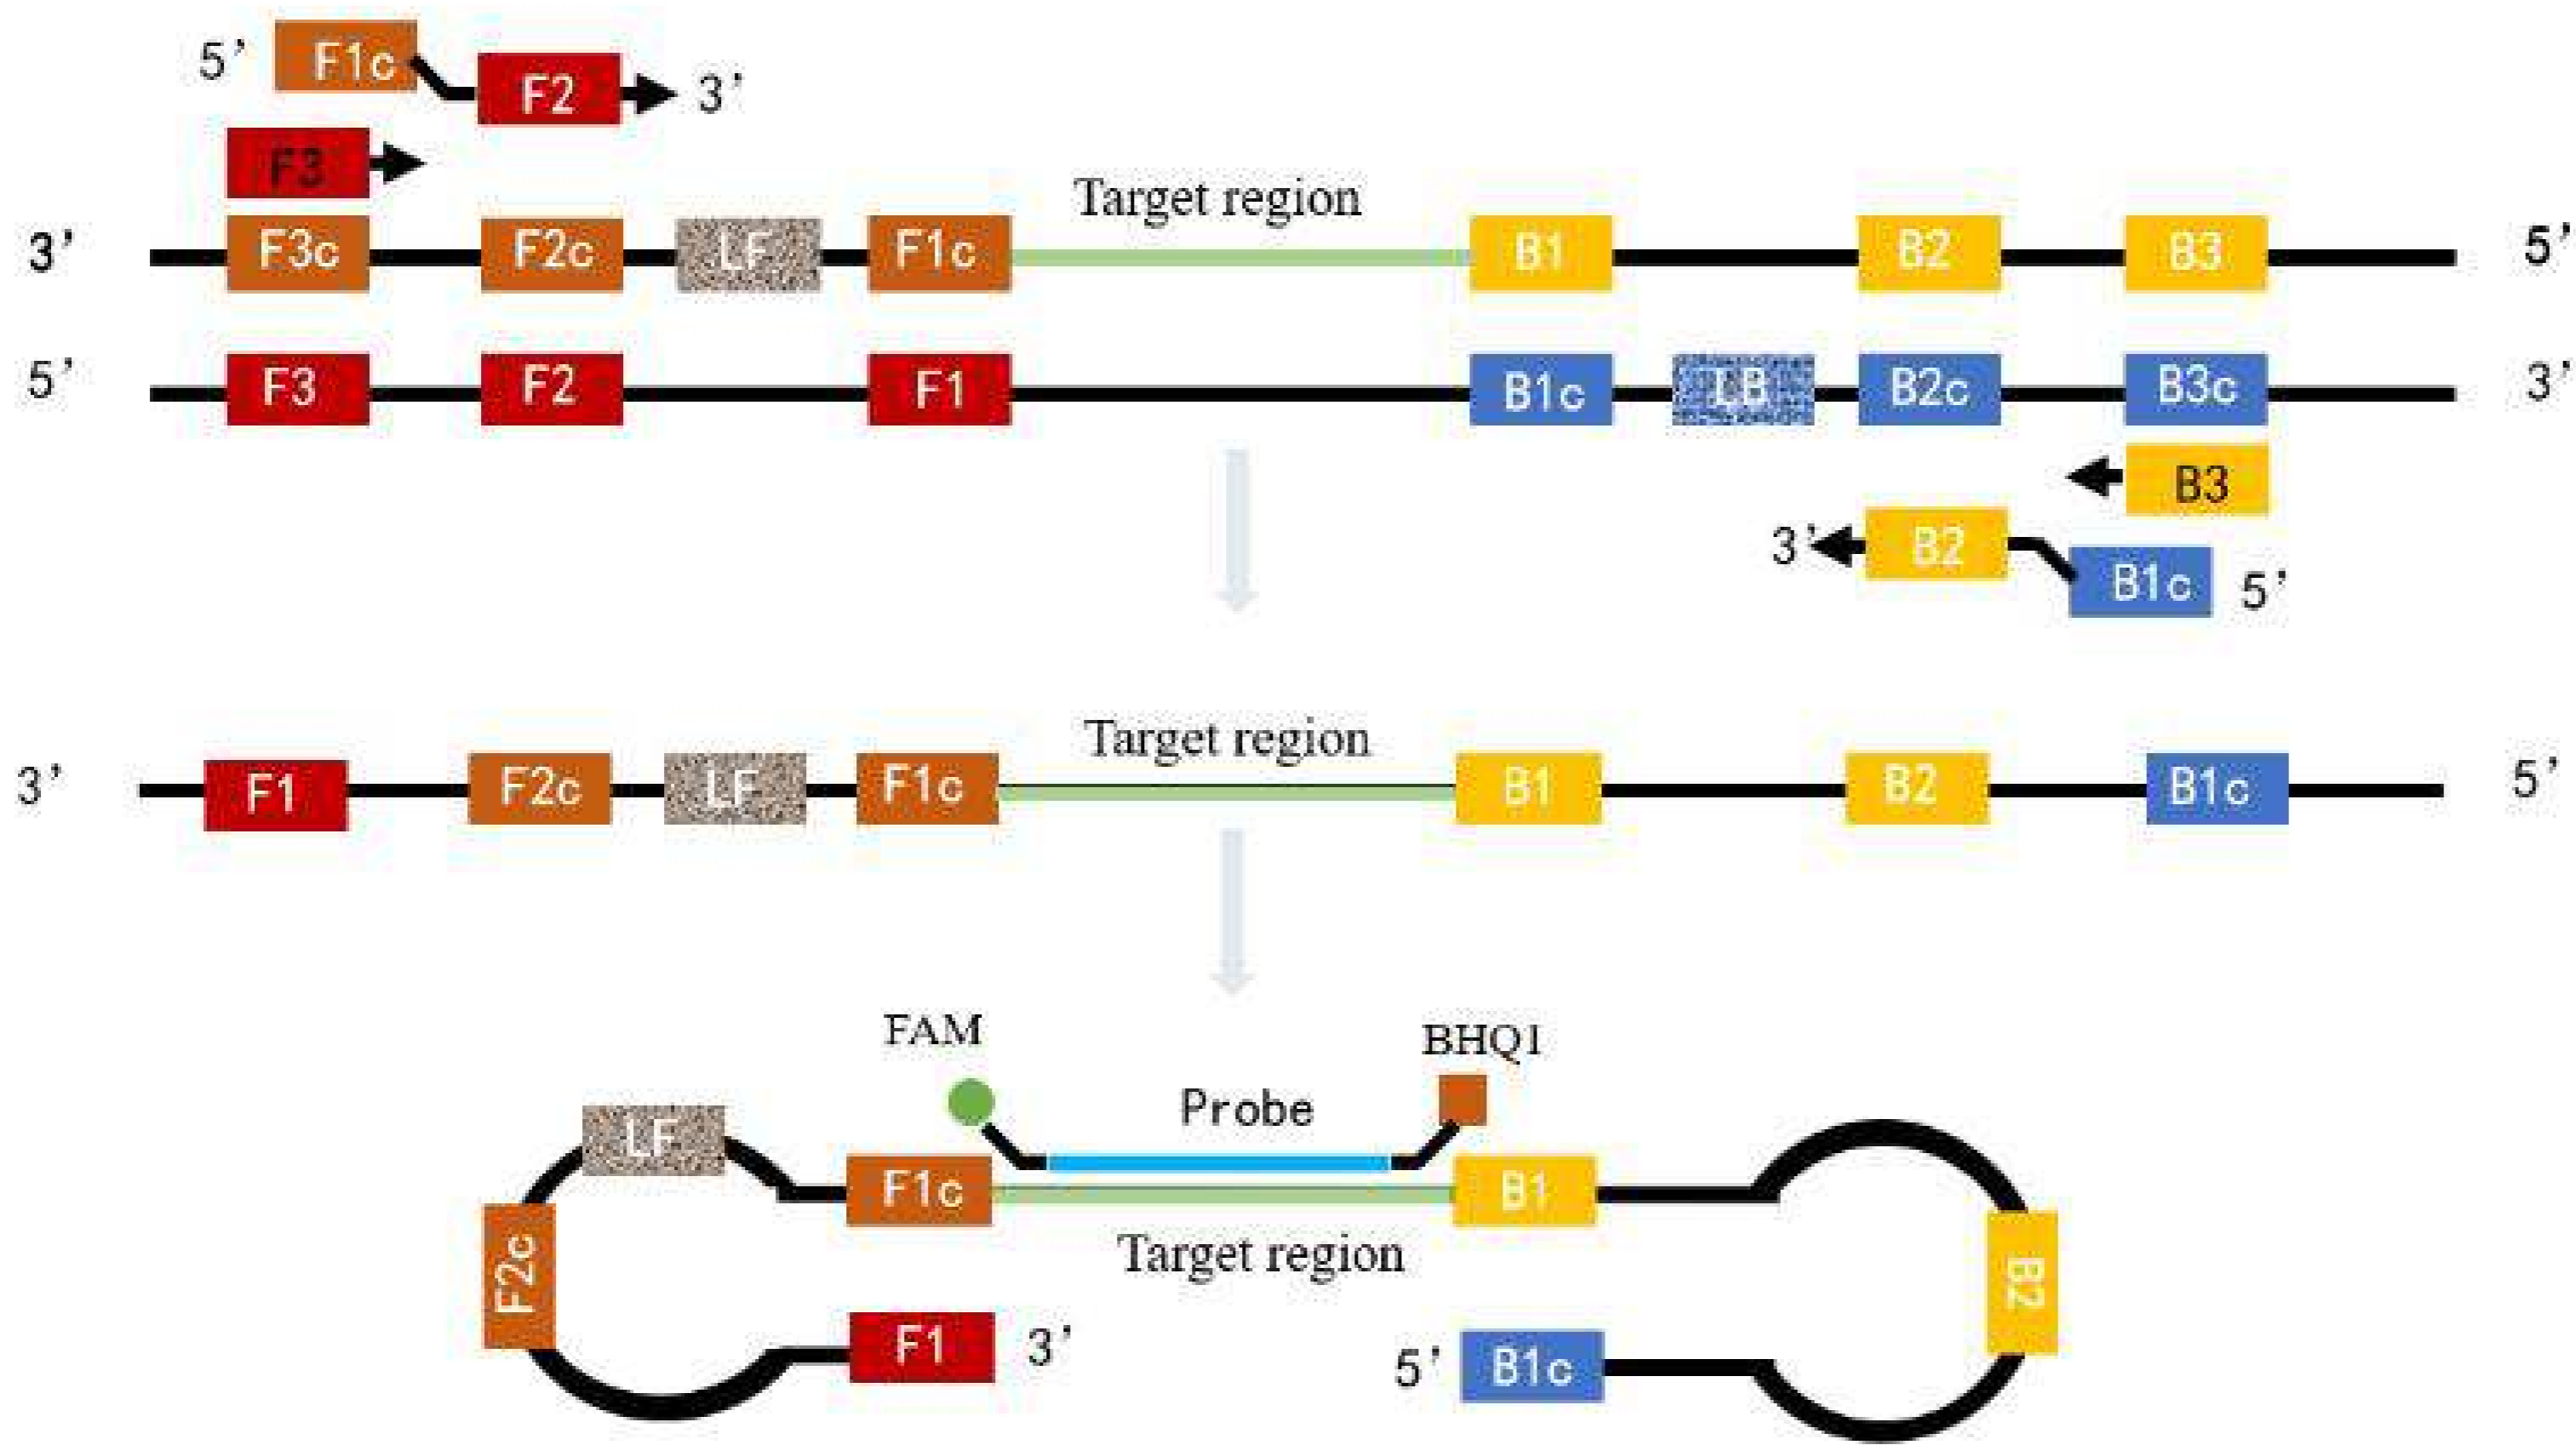 5’ F1c F2 3’
F3
Target region
3’ F3c F2c LF F1c B1 B2 B3 5’
5’ F3 F2 F1 B1c LB B2c B3c 3’
B3
3’ B2 B1c 5’
Target region
3’ F1 F2c LF F1c B1 B2 B1c 5’
FAM BHQ1
Probe
LF
F1c B1
Target region
F2c B2
F1 3’ 5’ B1c